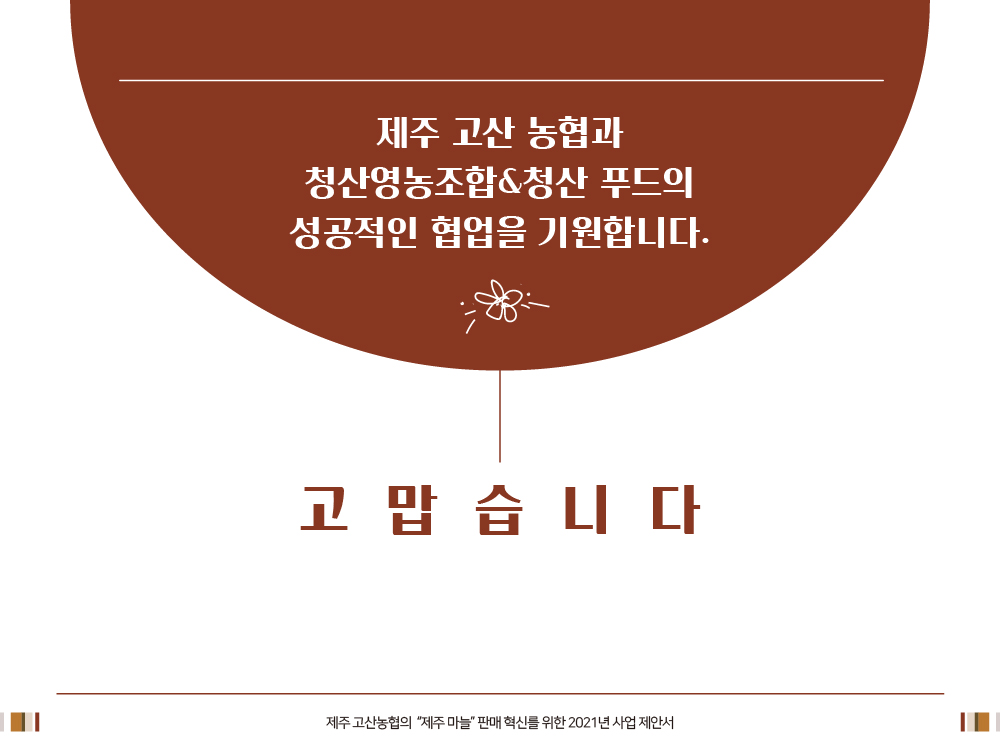 제주 고산 농협과
청산영농조합&청산 푸드의
성공적인 협업을 기원합니다.
고 맙 습 니 다
제주 고산농협의 “제주 마늘” 판매 혁신를 위한 2021년 사업 제안서